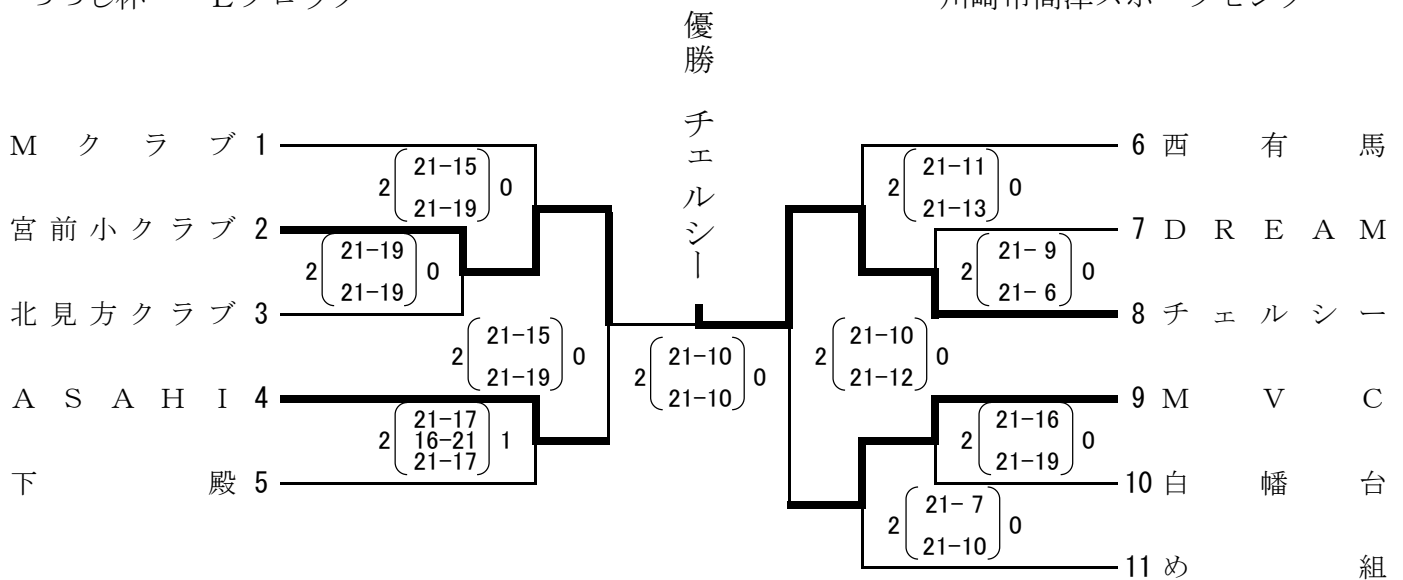 優勝 チェルシー
Mクラブ 1
2 21-15 0
21-19
宮前小クラブ 2
2 21-19 0
21-19
北見方クラブ 3
2 21-15 0
21-19
ASAHI 4
2 21-17 1
16-21
21-17
下殿 5
2 21-10 0
21-10
6 西有馬
2 21-11 0
21-13
7 DREAM
2 21- 9 0
21- 6
8 チェルシー
2 21-10 0
21-12
9 MVC
2 21-16 0
21-19
10 白幡台
2 21- 7 0
21-10
11 め組